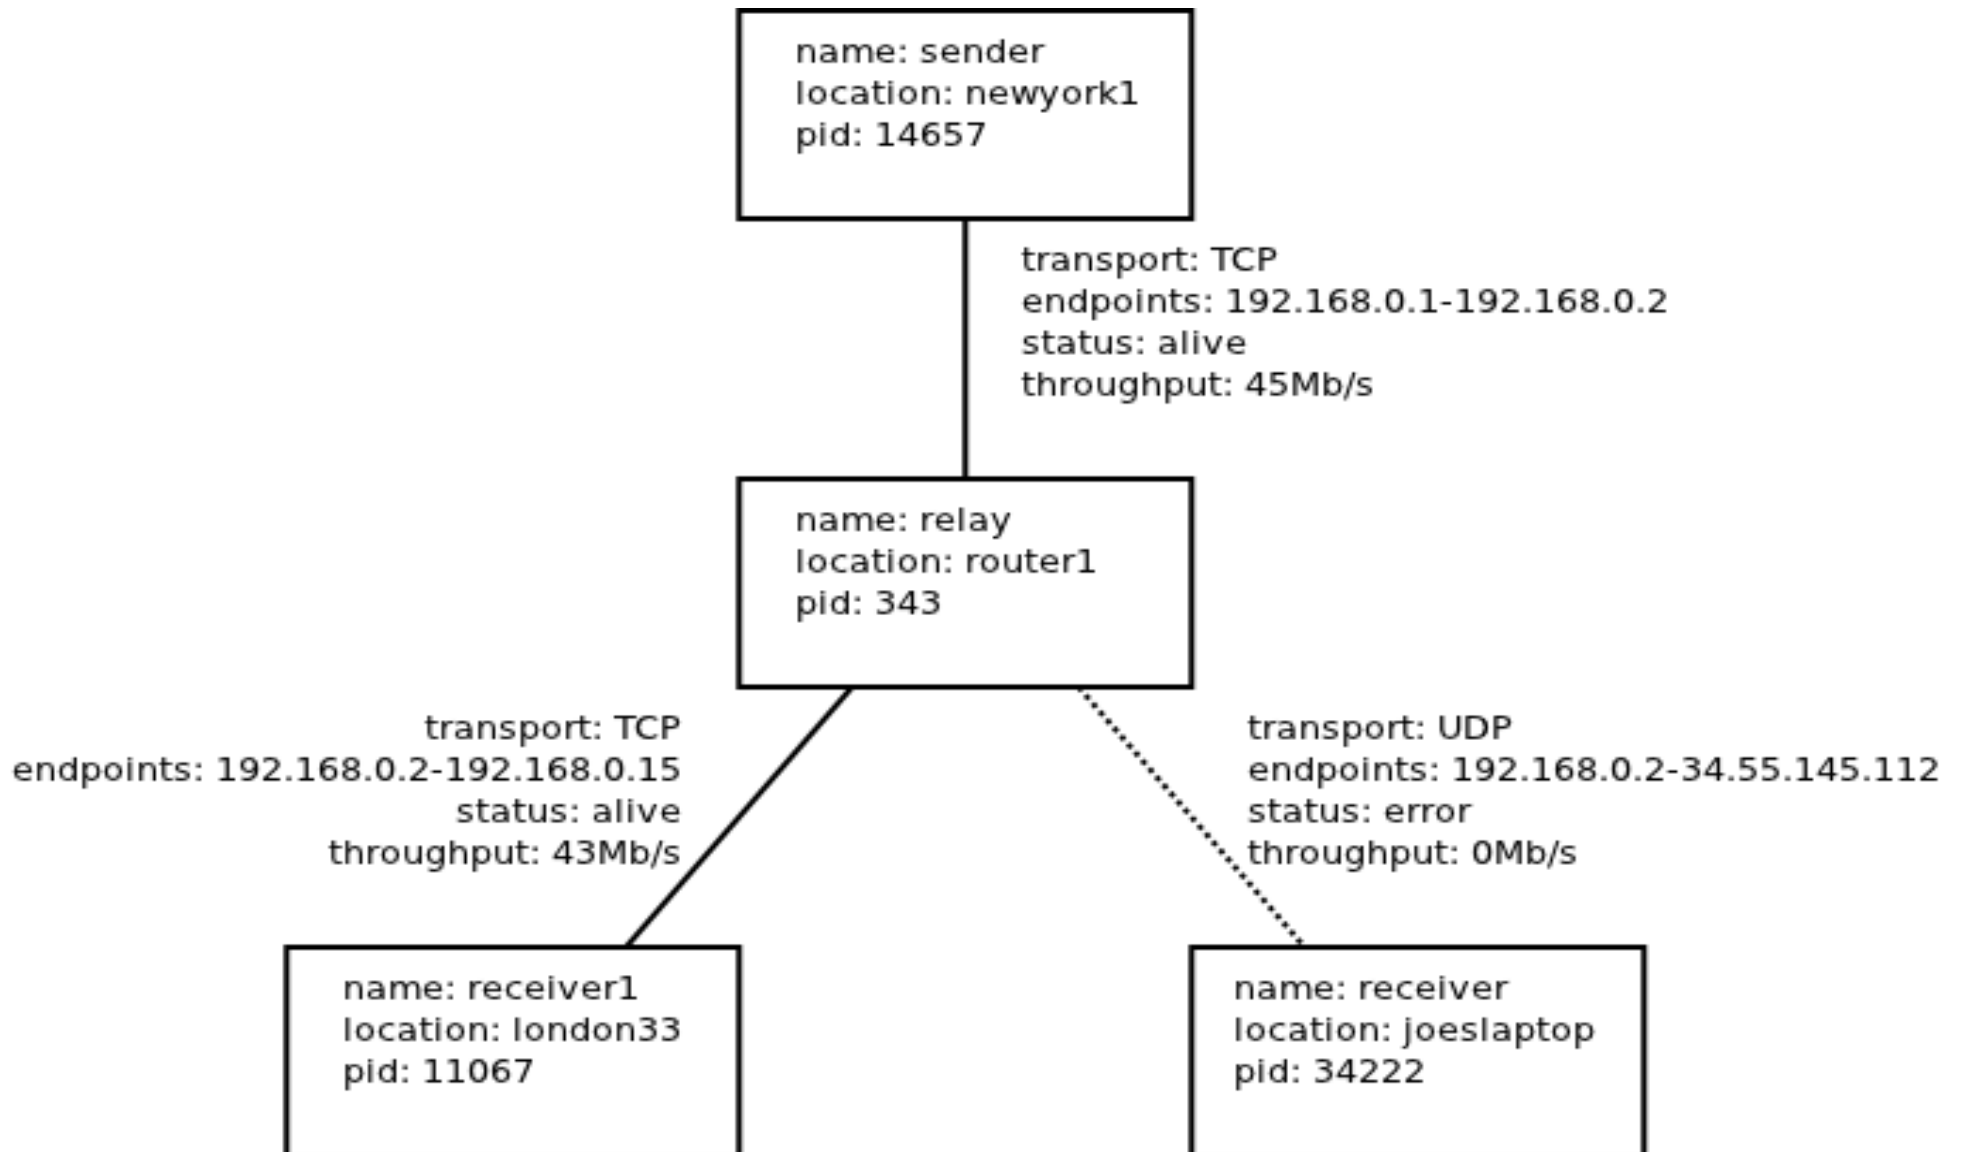 name: sender
location: newyork1
pid: 14657
transport: TCP
endpoints: 192.168.0.1-192.168.0.2
status: alive
throughput: 45Mb/s
name: relay
location: router1
pid: 343
transport: TCP
endpoints: 192.168.0.2-192.168.0.15
status: alive
throughput: 43Mb/s
transport: UDP
endpoints: 192.168.0.2-34.55.145.112
status: error
throughput: 0Mb/s
name: receiver1
location: london33
pid: 11067
name: receiver
location: joeslaptop
pid: 34222